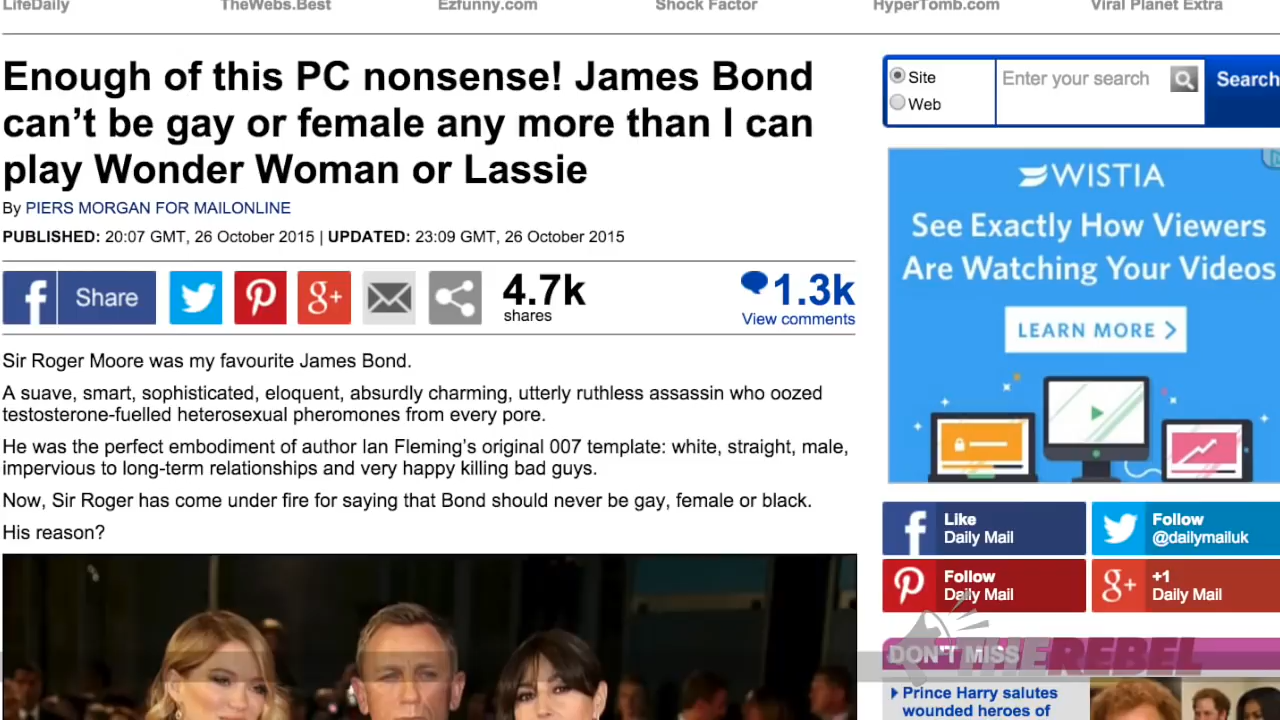 LifeDaily
TheWebs.Best
Ezfunny.com
Shock Factor
HyperTomb.com
Viral Planet Extra
Enough of this PC nonsense! James Bond
can't be gay or female any more than I can
play Wonder Woman or Lassie
By PIERS MORGAN FOR MAILONLINE
PUBLISHED: 20:07 GMT, 26 October 2015 | UPDATED: 23:09 GMT, 26 October 2015
Share
4.7k
shares
1.3k
View comments
Sir Roger Moore was my favourite James Bond.
A suave, smart, sophisticated, eloquent, absurdly charming, utterly ruthless assassin who oozed
testosterone-fuelled heterosexual pheromones from every pore.
He was the perfect embodiment of author Ian Fleming's original 007 template: white, straight, male,
impervious to long-term relationships and very happy killing bad guys.
Now, Sir Roger has come under fire for saying that Bond should never be gay, female or black.
His reason?
Site
Web
Enter your search
Search
WISTIA
See Exactly How Viewers
Are Watching Your Videos
LEARN MORE >
Like
Daily Mail
Follow
@dailymailuk
Follow
Daily Mail
+1
Daily Mail
DON'T MISS
THEREBEL
Prince Harry salutes
wounded heroes of